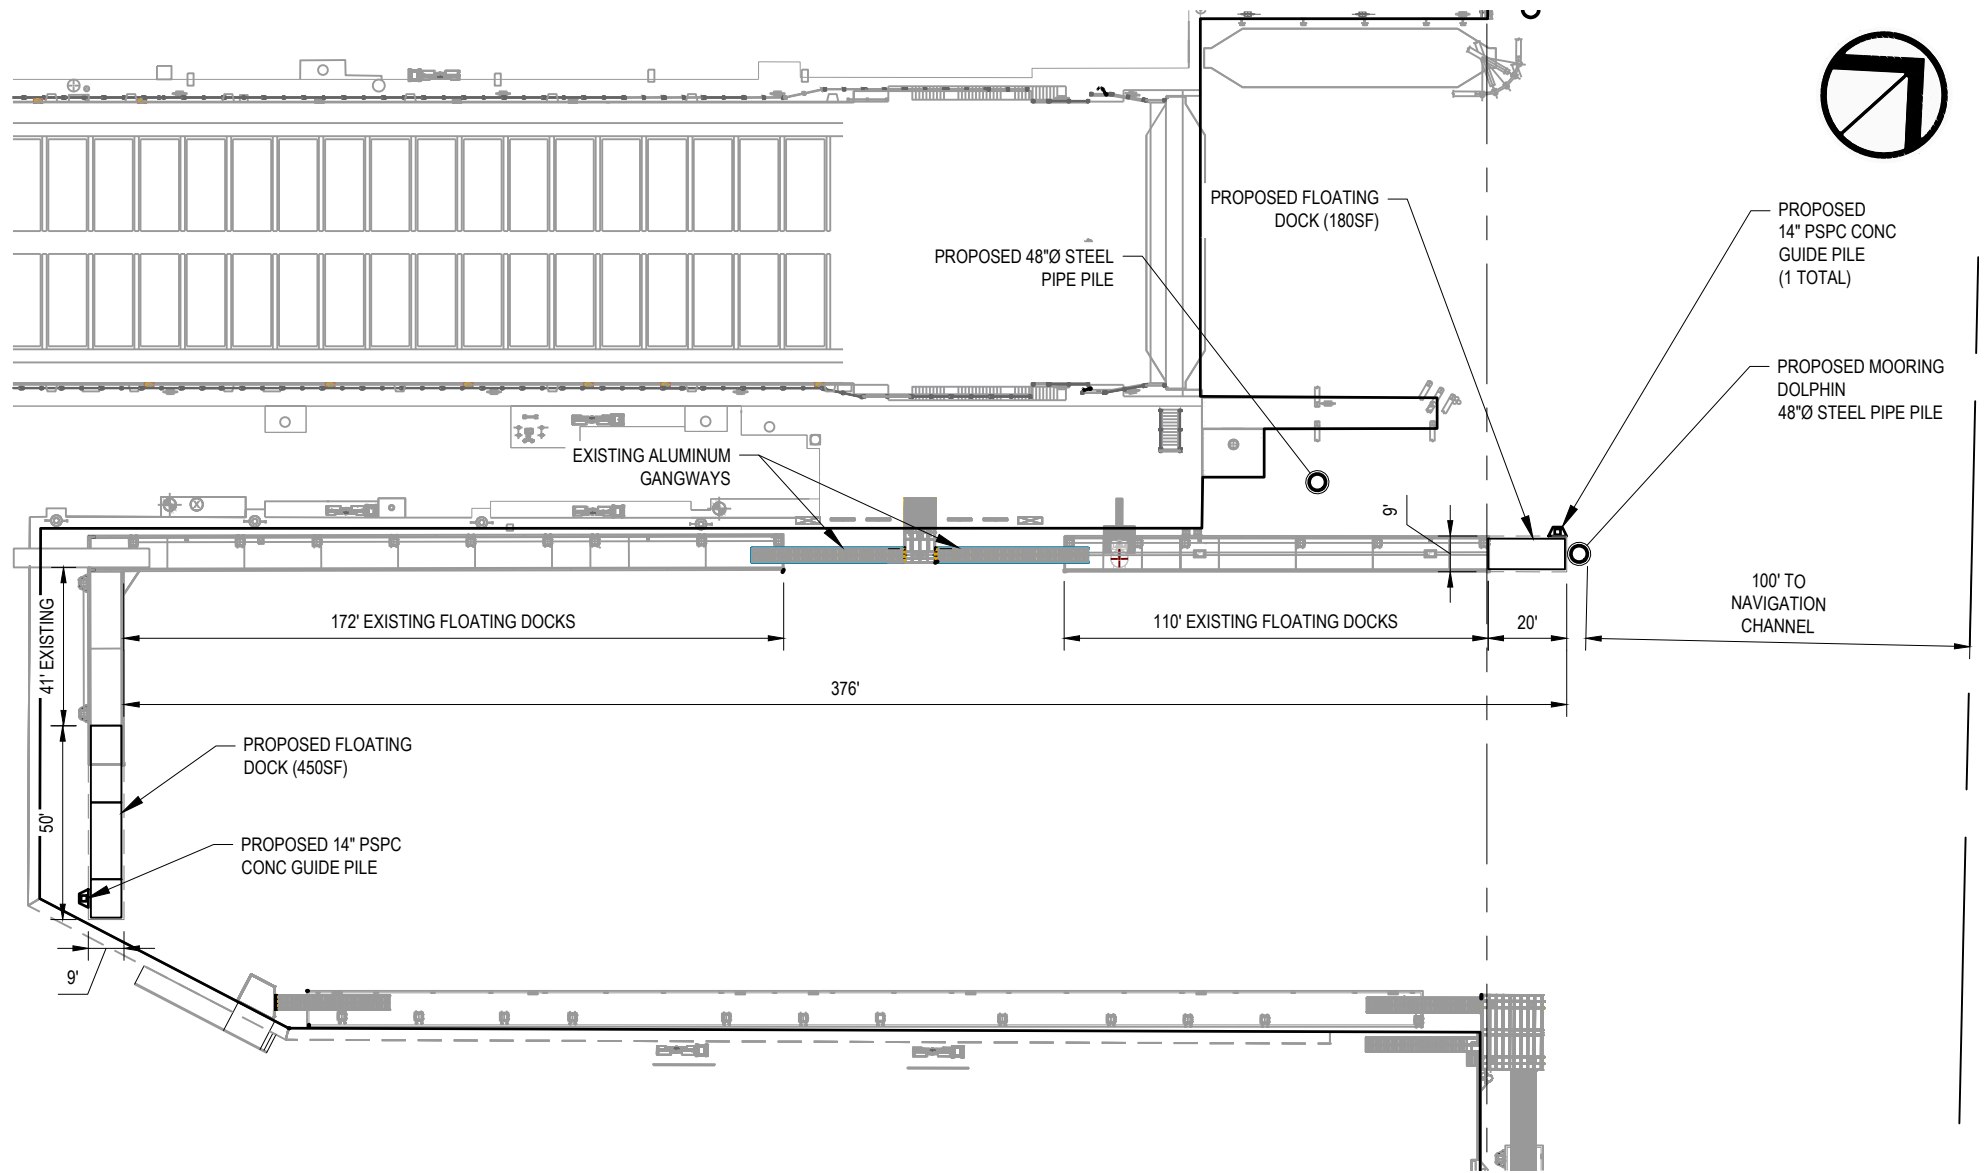 PROPOSED FLOATING
DOCK (180SF)
PROPOSED
14" PSPC CONC
GUIDE PILE
(1 TOTAL)
PROPOSED 48"Ø STEEL
PIPE PILE
PROPOSED MOORING
DOLPHIN
48"Ø STEEL PIPE PILE
EXISTING ALUMINUM
GANGWAYS
9'
100' TO
NAVIGATION
CHANNEL
172' EXISTING FLOATING DOCKS
110' EXISTING FLOATING DOCKS
20'
41' EXISTING
376'
PROPOSED FLOATING
DOCK (450SF)
50'
PROPOSED 14" PSPC
CONC GUIDE PILE
9'